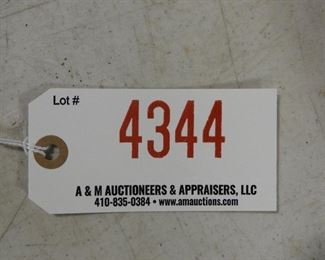 Lot #
4344
A & M AUCTIONEERS & APPRAISERS, LLC
410-835-0384 • www.amauctions.com